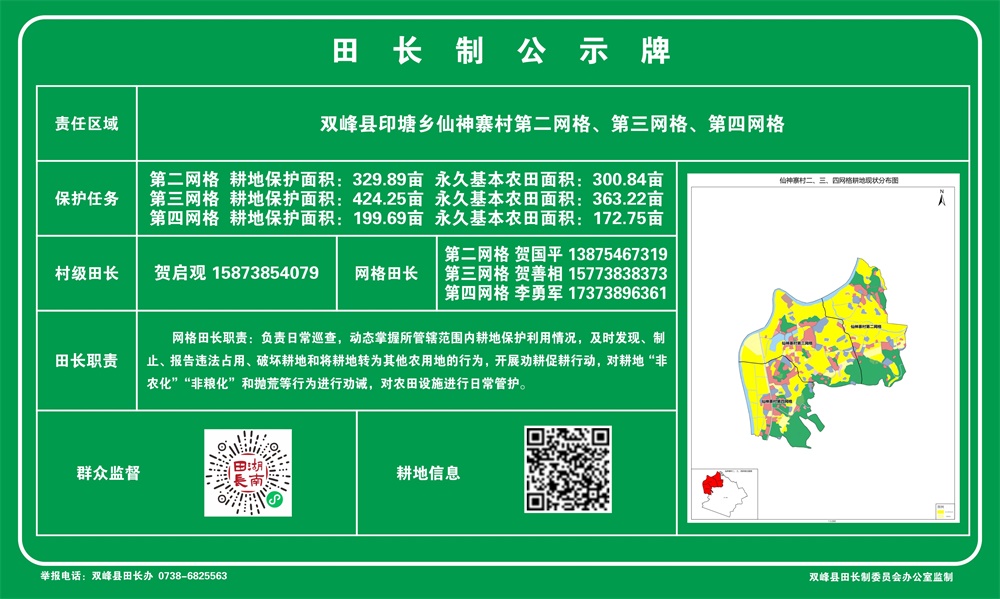 田长制公示牌
责任区域
双峰县印塘乡仙神寨村第二网格、第三网格、第四网格
保护任务
第二网格 耕地保护面积：329.89亩 永久基本农田面积：300.84亩
第三网格 耕地保护面积：424.25亩 永久基本农田面积：363.22亩
第四网格 耕地保护面积：199.69亩 永久基本农田面积：172.75亩
仙神寨村二、三、四网格耕地现状分布图
N
仙神寨村第二网格
仙神寨村第三网格
仙神寨村第四网格
村级田长
贺启观 15873854079
网格田长
第二网格 贺国平 13875467319
第三网格 贺善相 15773838373
第四网格 李勇军 17373896361
田长职责
网格田长职责：负责日常巡查，动态掌握所管辖范围内耕地保护利用情况，及时发现、制
止、报告违法占用、破坏耕地和将耕地转为其他农用地的行为，开展劝耕促耕行动，对耕地“非
农化”“非粮化”和抛荒等行为进行劝诫，对农田设施进行日常管护。
群众监督
湖南田長
耕地信息
举报电话：双峰县田长办 0738-6825563
双峰县田长制委员会办公室监制